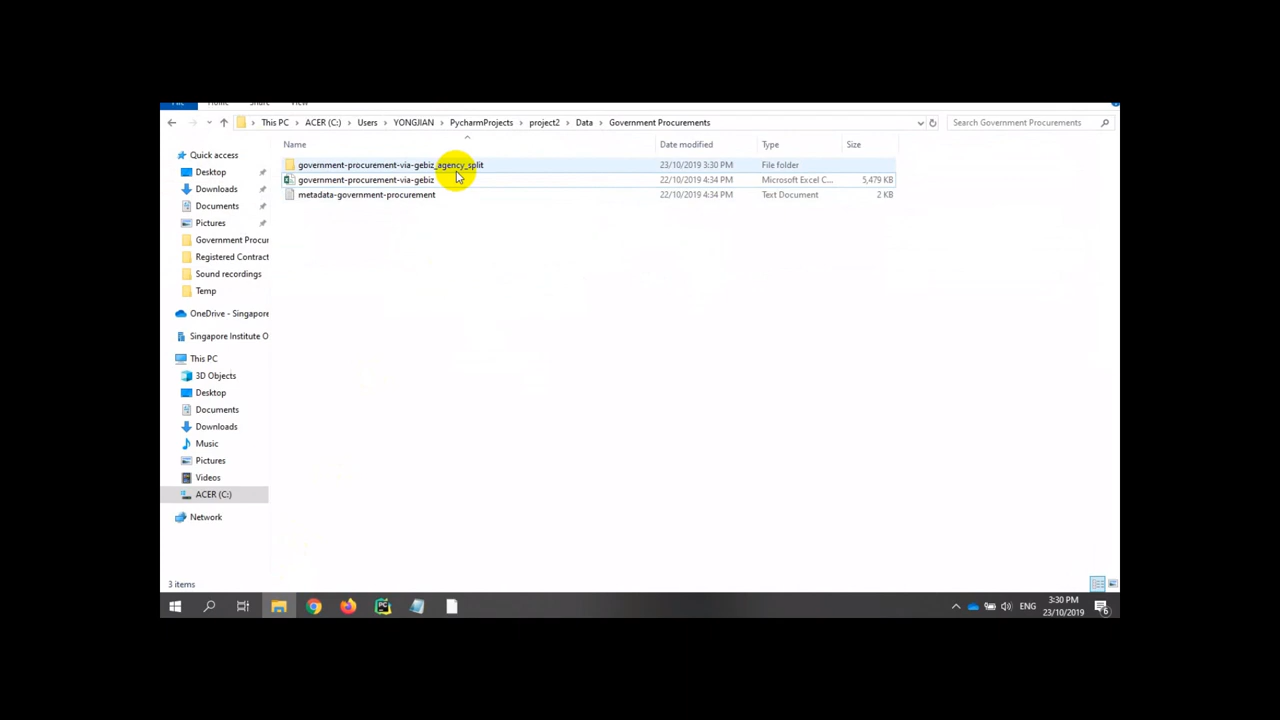 This PC > ACER (C:) > Users > YONGJIAN > PycharmProjects > project2 > Data > Government Procurements
Search Government Procurements
Name Date modified Type Size
government-procurement-via-gebiz_agency_split 23/10/2019 3:30 PM File folder
government-procurement-via-gebiz 22/10/2019 4:34 PM Microsoft Excel C... 5,479 KB
metadata-government-procurement 22/10/2019 4:34 PM Text Document 2 KB
Quick access
Desktop
Downloads
Documents
Pictures
Government Procur
Registered Contract
Sound recordings
Temp
OneDrive - Singapore
Singapore Institute O
This PC
3D Objects
Desktop
Documents
Downloads
Music
Pictures
Videos
ACER (C:)
Network
3 items
ENG
3:30 PM
23/10/2019
6